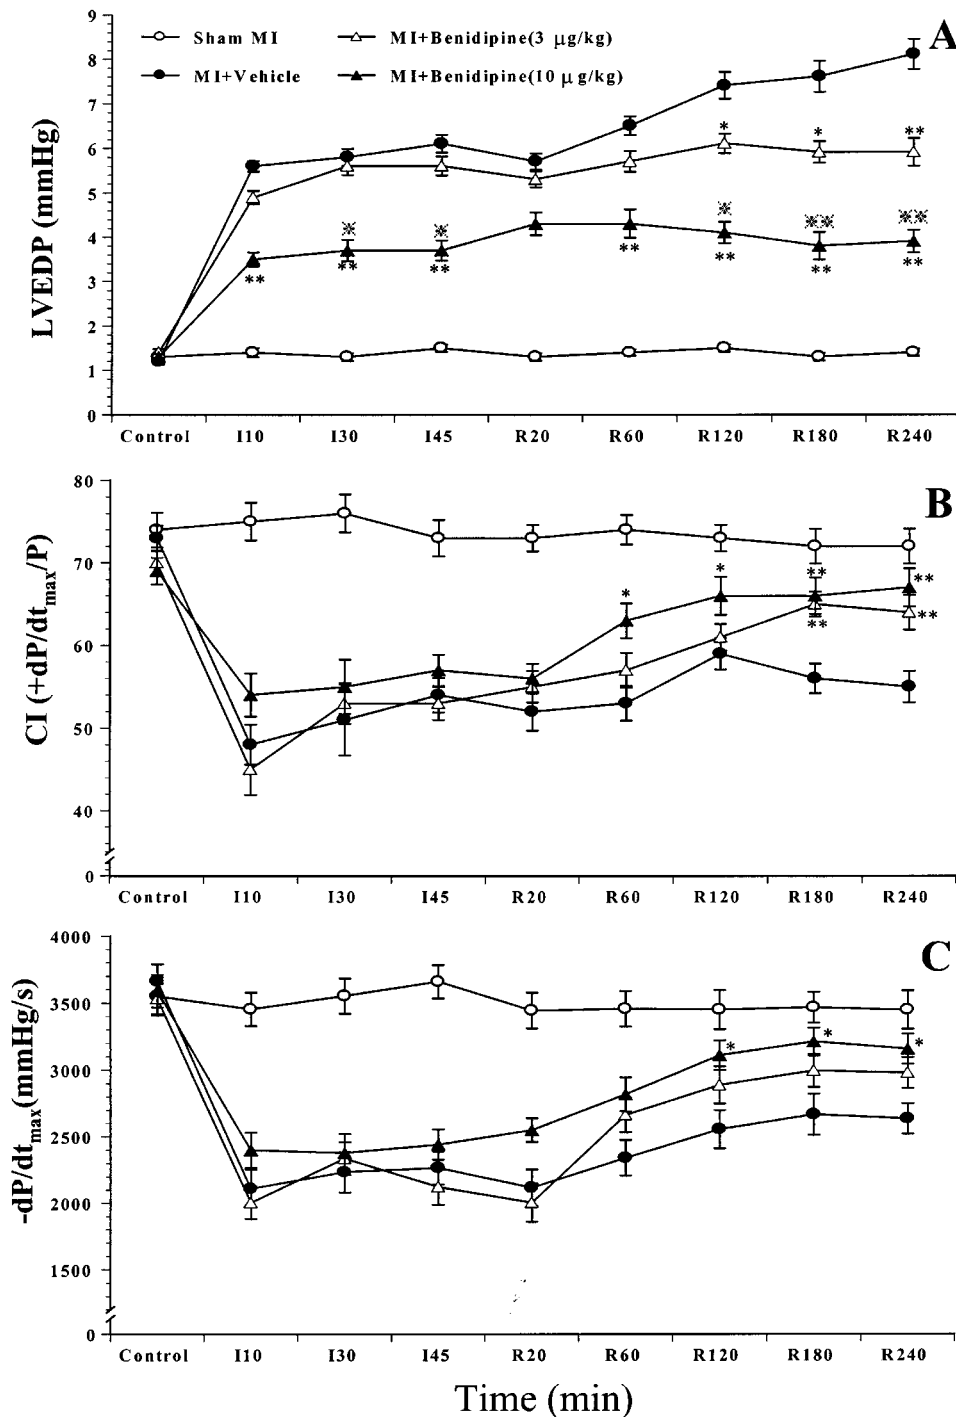 A
Sham MI
MI+Benidipine(3 μg/kg)
MI+Vehicle
MI+Benidipine(10 μg/kg)
LVEDP (mmHg)
9
8
7
6
5
4
3
2
1
0
* * **
※ ※ ※ ※※ ※※
** ** ** ** ** ** **
Control I10 I30 I45 R20 R60 R120 R180 R240
B
CI (+dP/dtmax/P)
80
70
60
50
40
0
* * ** **
** **
Control I10 I30 I45 R20 R60 R120 R180 R240
C
-dP/dtmax(mmHg/s)
4000
3500
3000
2500
2000
1500
0
* * *
Control I10 I30 I45 R20 R60 R120 R180 R240
Time (min)